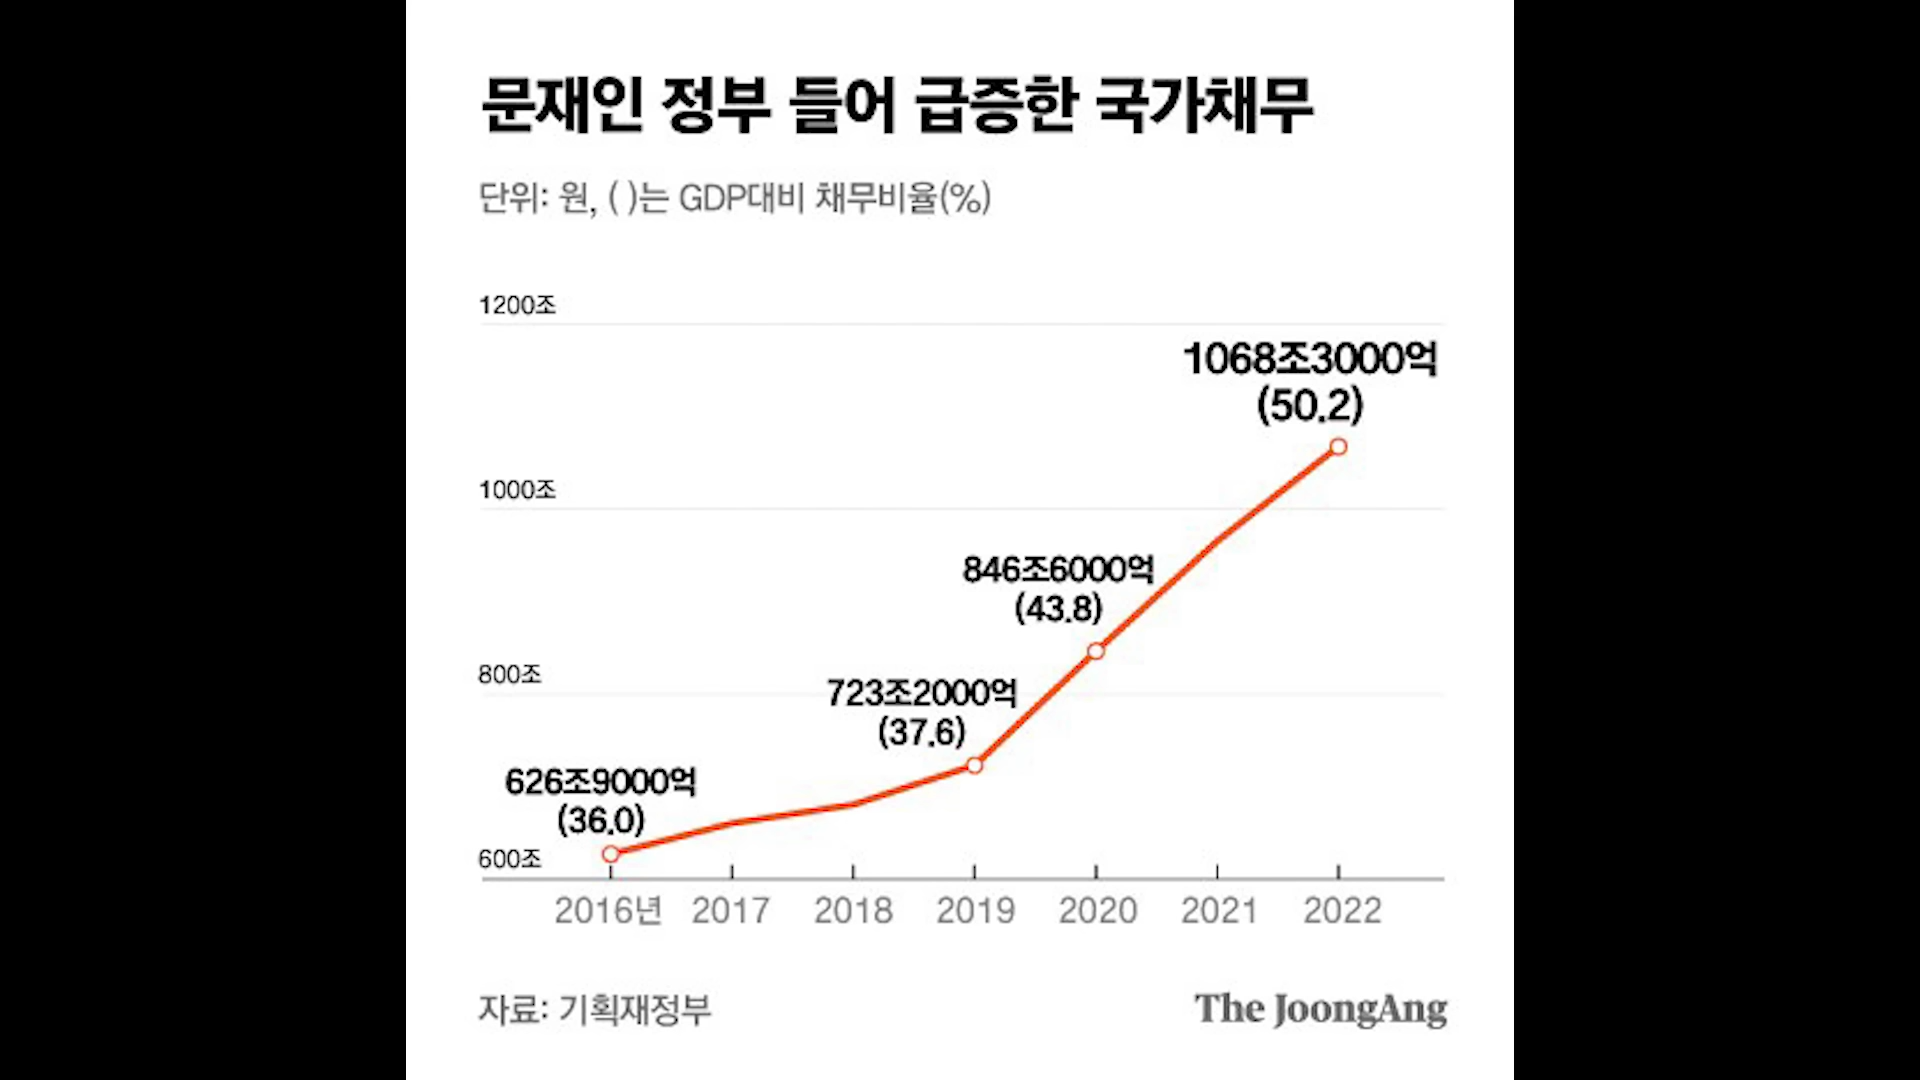 문재인 정부 들어 급증한 국가채무
단위: 원, ( )는 GDP대비 채무비율(%)
1200조
1068조3000억
(50.2)
1000조
846조6000억
(43.8)
800조
723조2000억
(37.6)
626조9000억
(36.0)
600조
2016년 2017 2018 2019 2020 2021 2022
자료: 기획재정부
The JoongAng